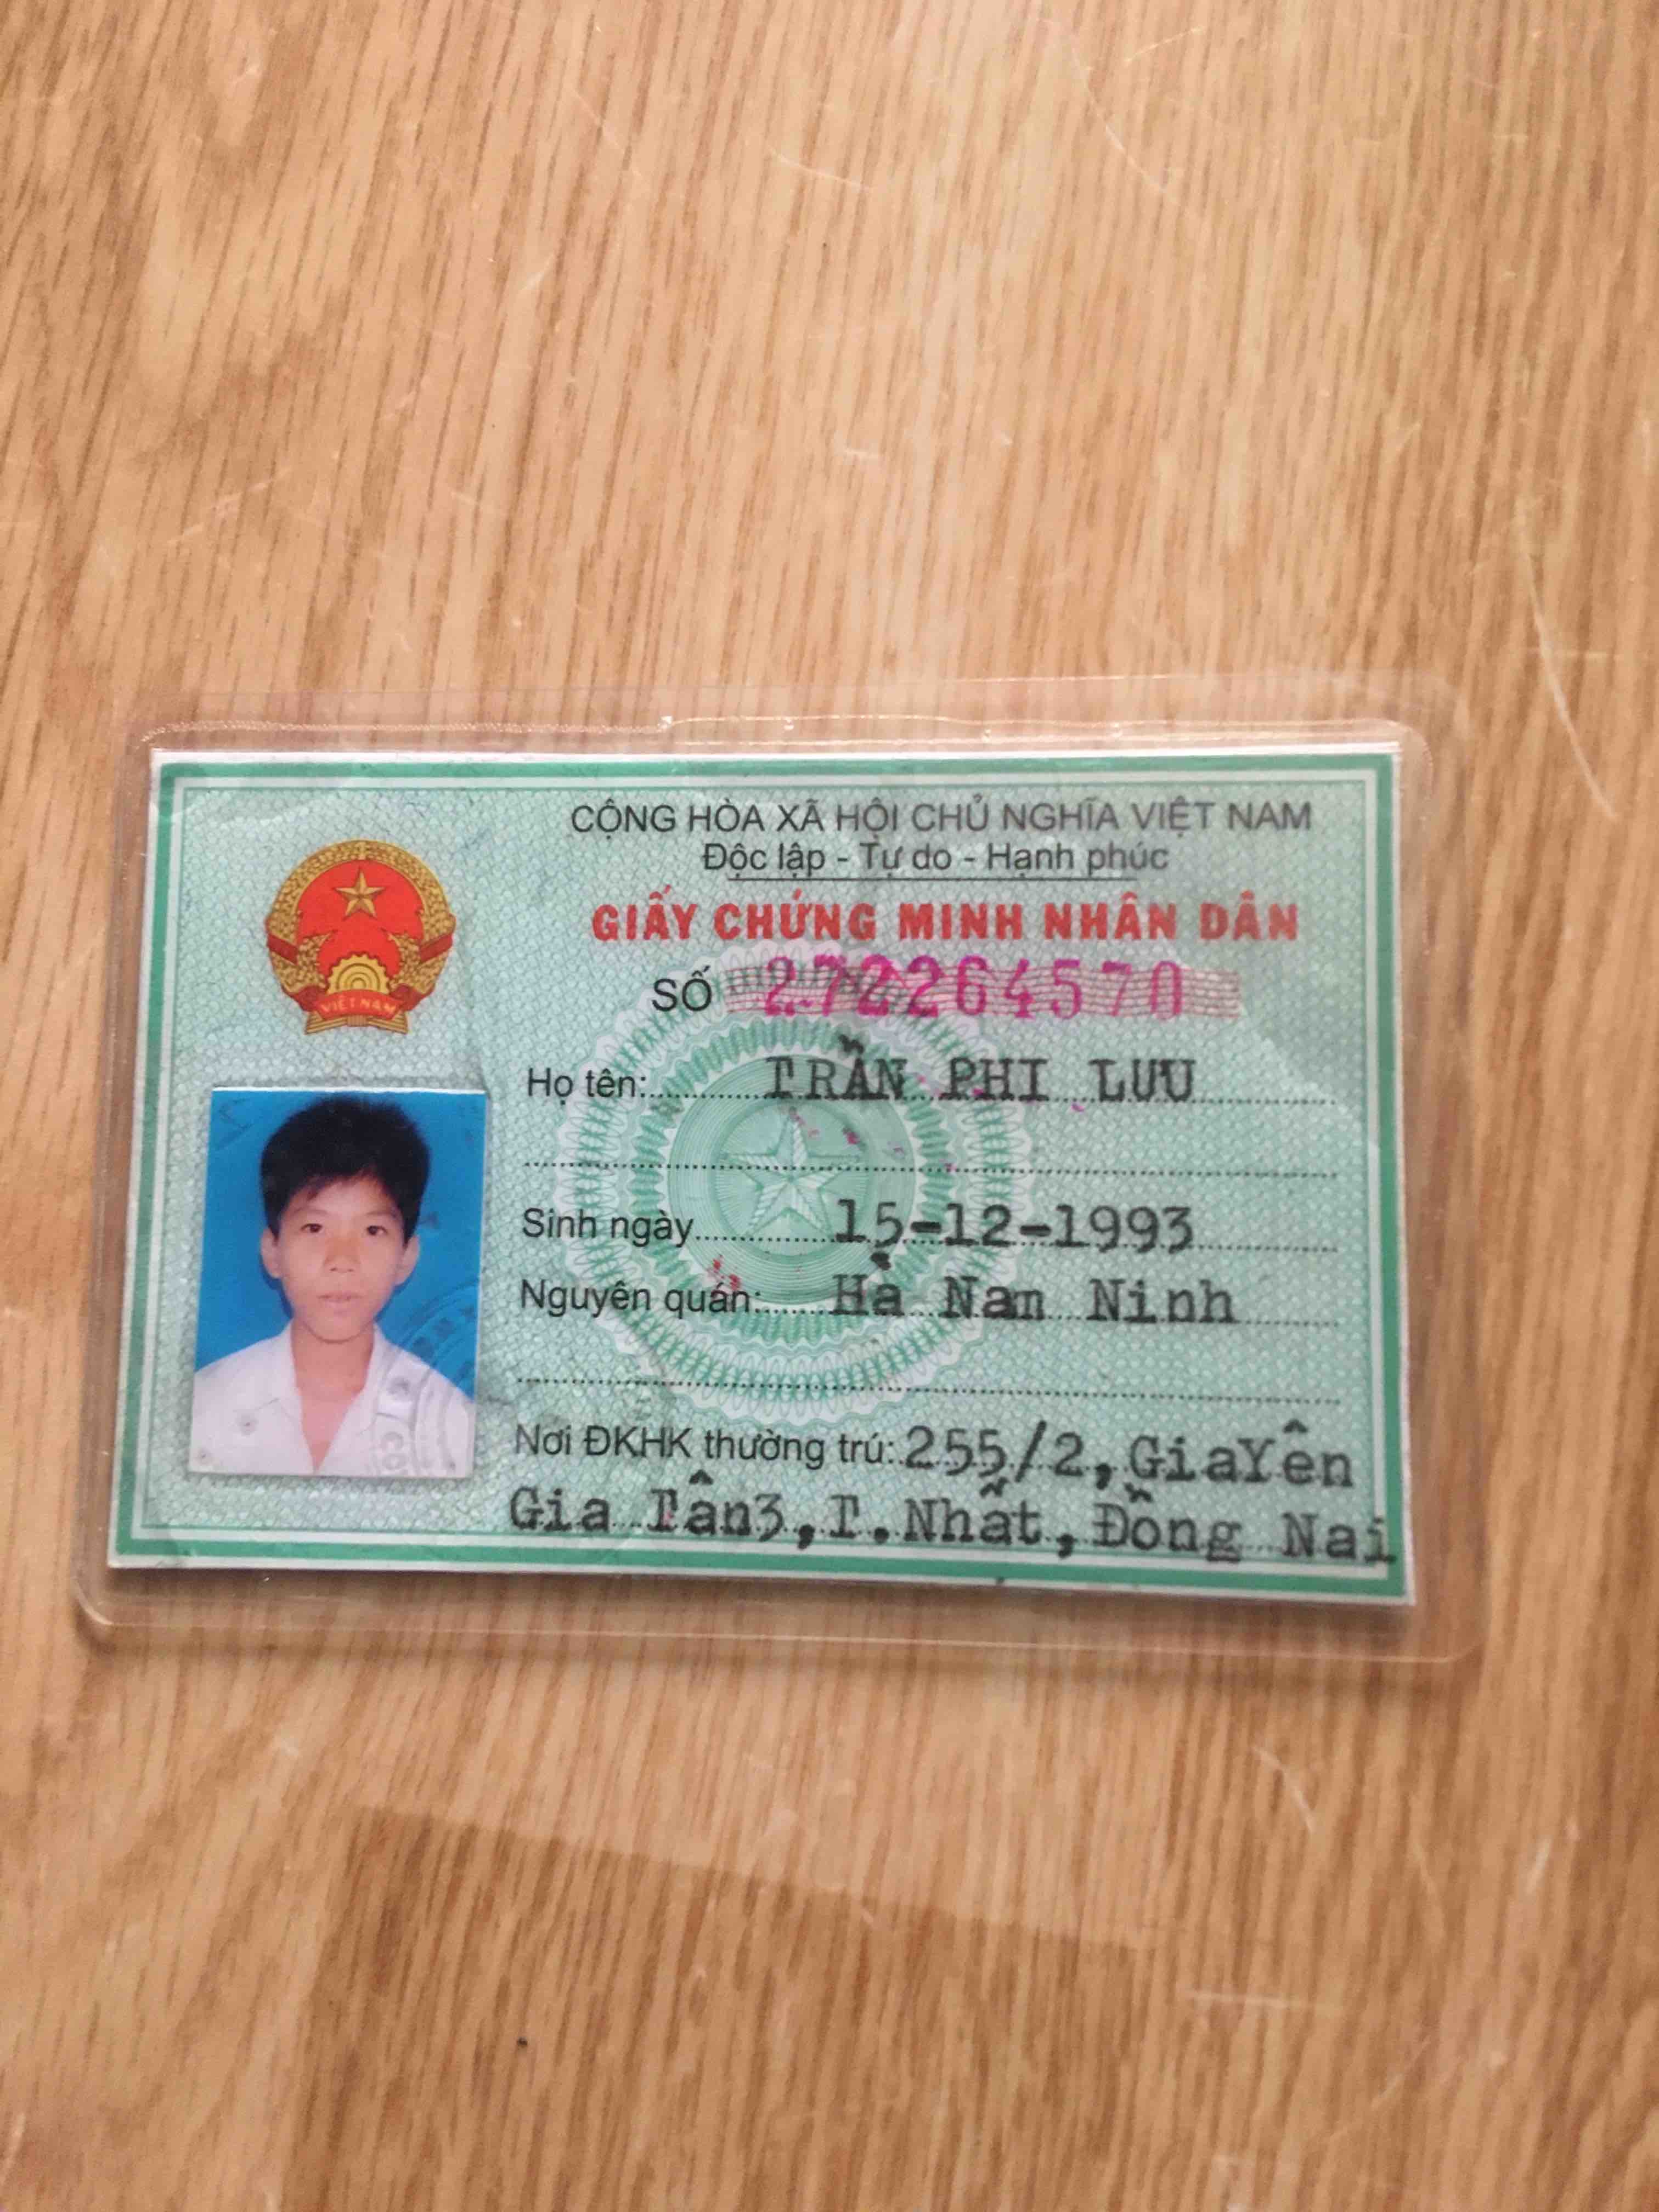 CỘNG HÒA XÃ HỘI CHỦ NGHĨA VIỆT NAM
Độc lập - Tự do - Hạnh phúc
GIẤY CHỨNG MINH NHÂN DÂN
SỐ 272264570
VIỆT NAM
Họ tên: TRẦN PHI LƯU
Sinh ngày 15-12-1993
Nguyên quán: Hà Nam Ninh
Nơi ĐKHK thường trú: 255/2, GiaYên
Gia Tân3, T.Nhất, Đồng Nai